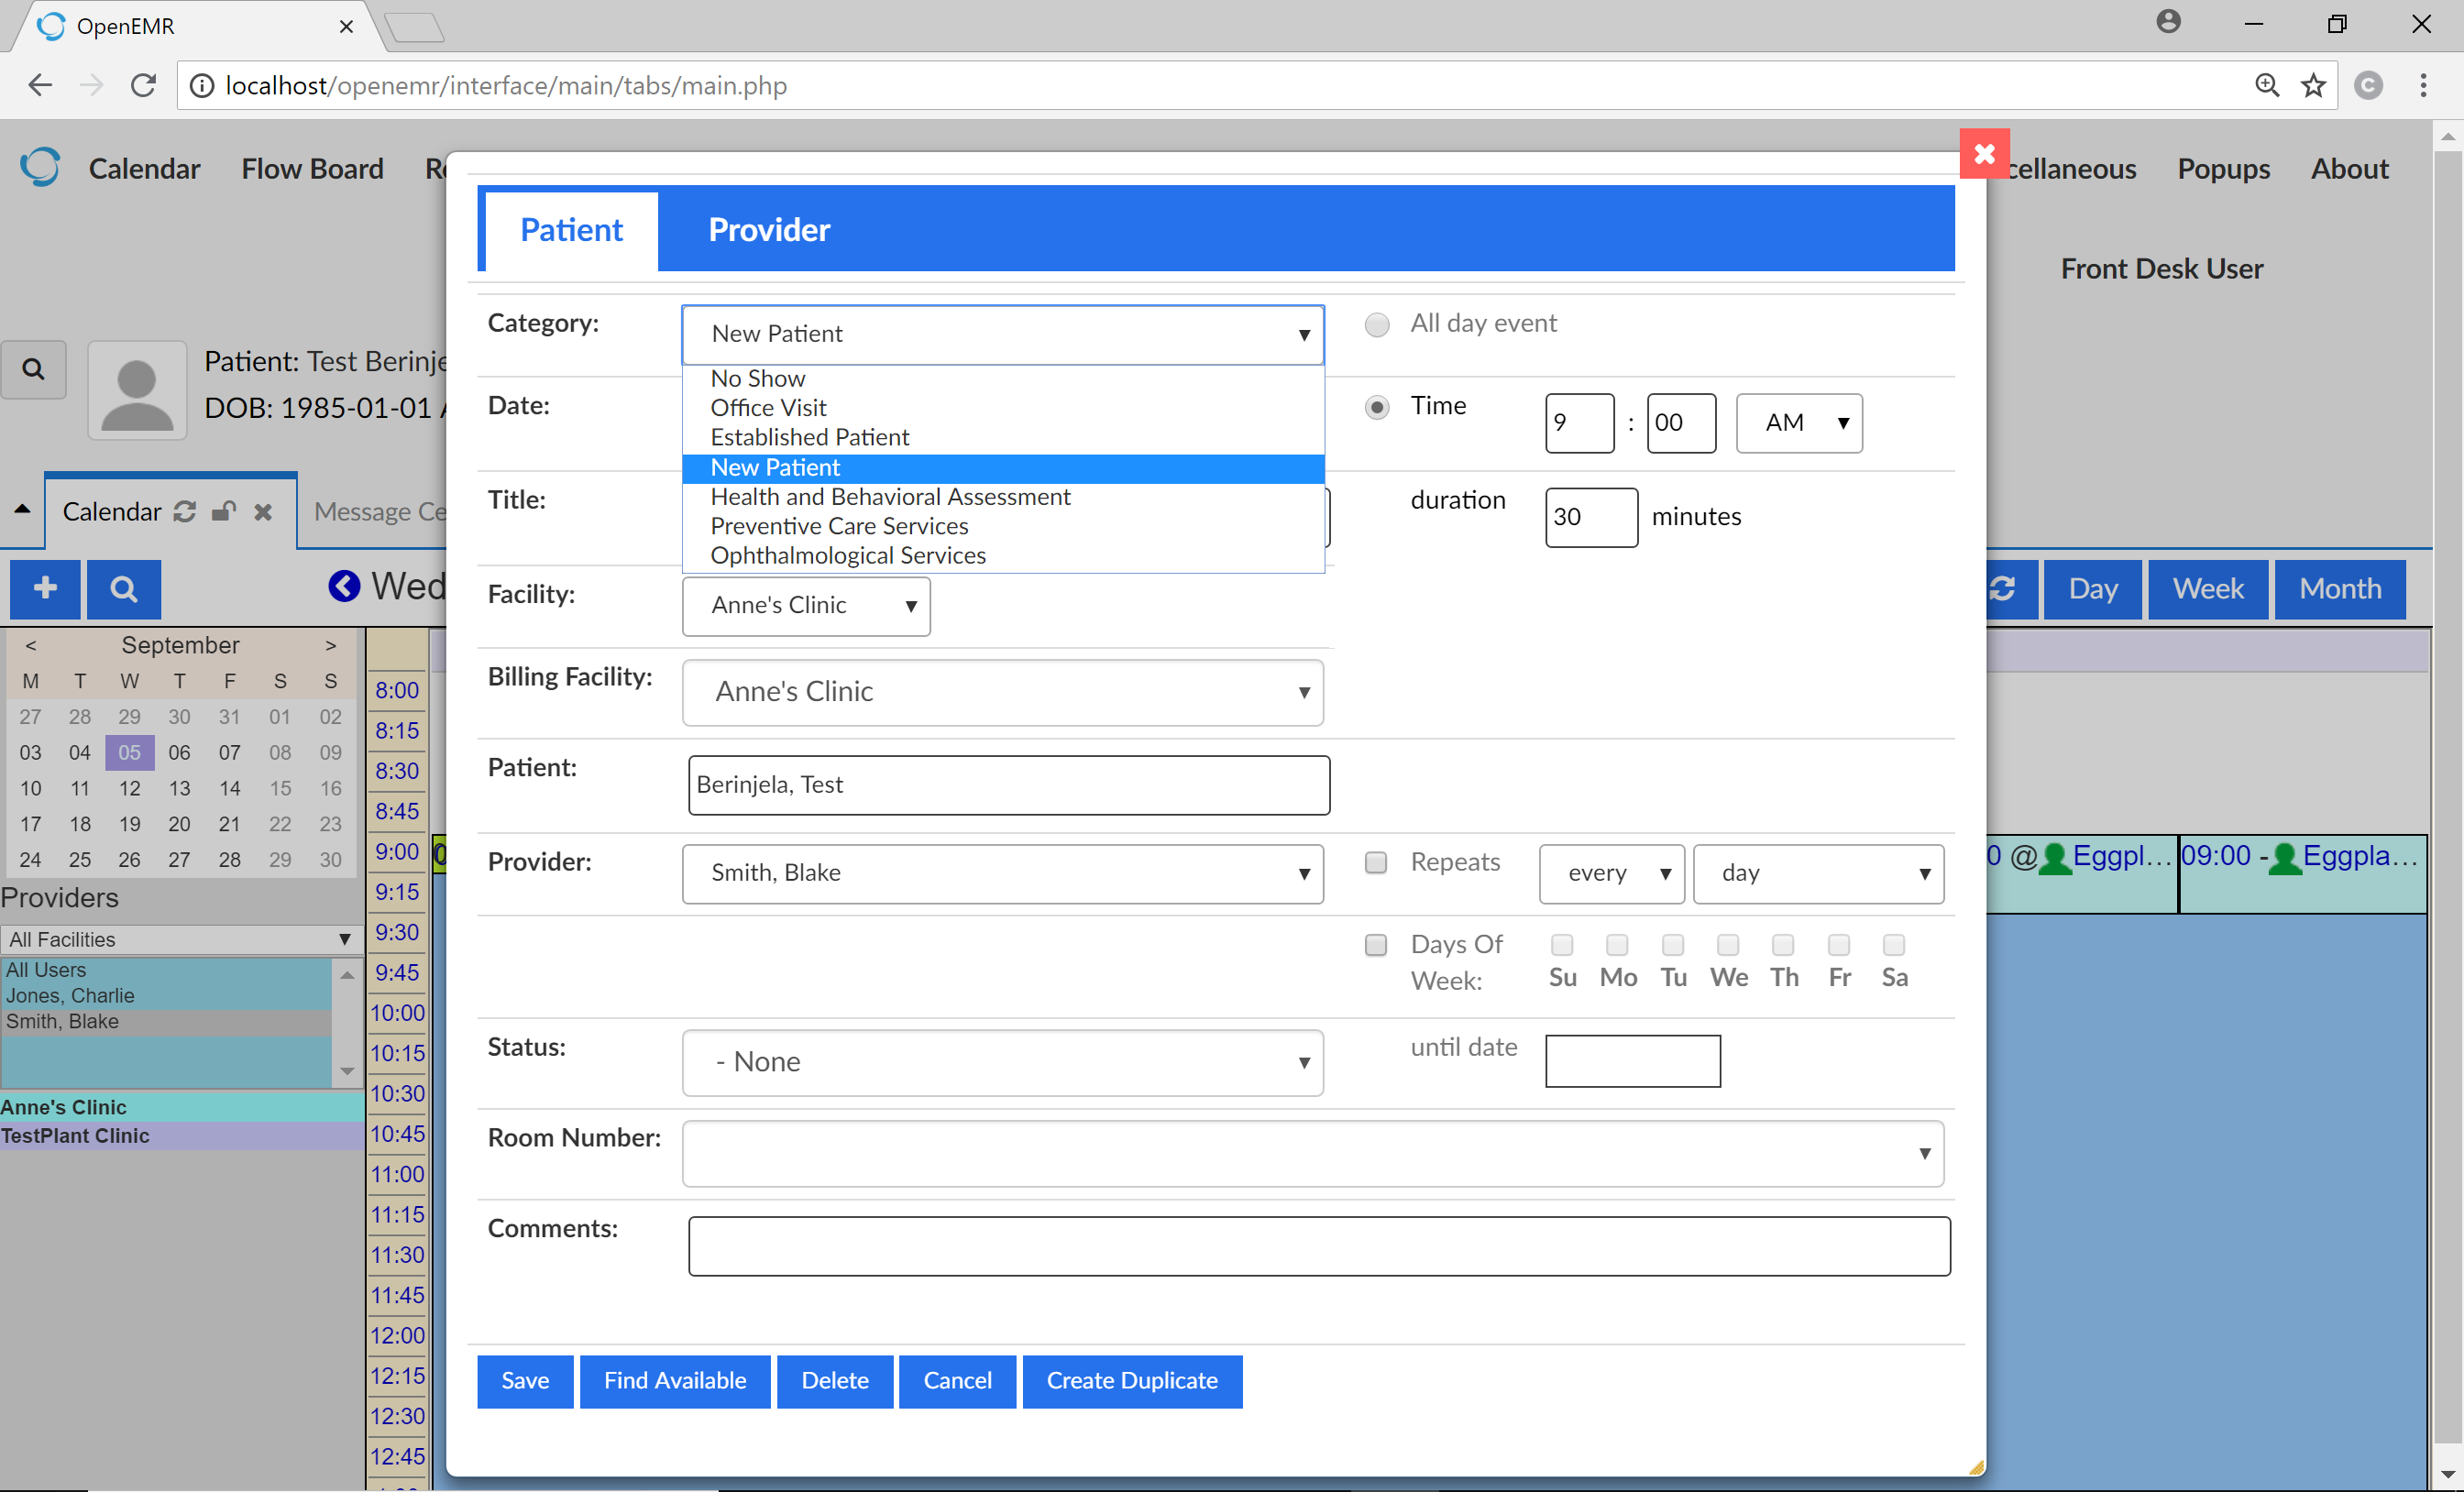 OpenEMR
localhost/openemr/interface/main/tabs/main.php
Calendar Flow Board cellaneous Popups About
Front Desk User
Patient: Test Berinje
DOB: 1985-01-01
Calendar Message Ce
Wed
Day Week Month
< September >
M T W T F S S
27 28 29 30 31 01 02
03 04 05 06 07 08 09
10 11 12 13 14 15 16
17 18 19 20 21 22 23
24 25 26 27 28 29 30
Providers
All Facilities
All Users
Jones, Charlie
Smith, Blake
Anne's Clinic
TestPlant Clinic
8:00
8:15
8:30
8:45
9:00
9:15
9:30
9:45
10:00
10:15
10:30
10:45
11:00
11:15
11:30
11:45
12:00
12:15
12:30
12:45
0 @ Eggpl... 09:00 - Eggpla...
Patient Provider
Category: New Patient All day event
No Show
Office Visit
Established Patient
New Patient
Health and Behavioral Assessment
Preventive Care Services
Ophthalmological Services
Date: Time 9 : 00 AM
Title: duration 30 minutes
Facility: Anne's Clinic
Billing Facility: Anne's Clinic
Patient: Berinjela, Test
Provider: Smith, Blake Repeats every day
Days Of Week: Su Mo Tu We Th Fr Sa
Status: - None until date
Room Number:
Comments:
Save Find Available Delete Cancel Create Duplicate